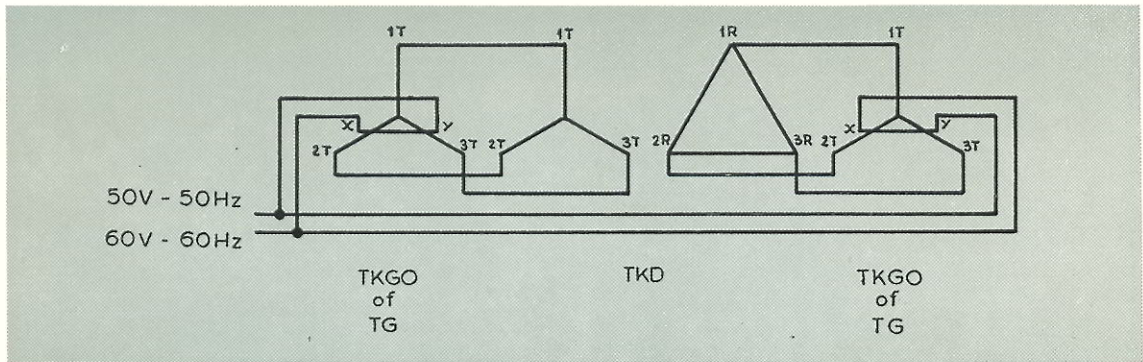 1T
1T
1R
1T
X
Y
2T
3T
2T
3T
2R
3R
2T
X
Y
3T
50V - 50Hz
60V - 60Hz
TKGO
of
TG
TKD
TKGO
of
TG